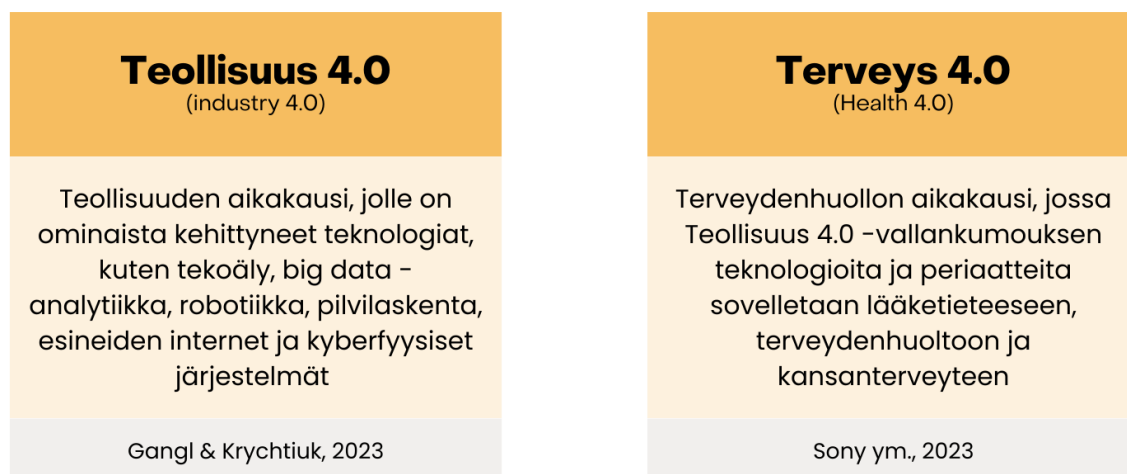 Teollisuus 4.0
(industry 4.0)
Teollisuuden aikakausi, jolle on
ominaista kehittyneet teknologiat,
kuten tekoäly, big data -
analytiikka, robotiikka, pilvilaskenta,
esineiden internet ja kyberfyysiset
järjestelmät
Gangl & Krychtiuk, 2023
Terveys 4.0
(Health 4.0)
Terveydenhuollon aikakausi, jossa
Teollisuus 4.0 -vallankumouksen
teknologioita ja periaatteita
sovelletaan lääketieteeseen,
terveydenhuoltoon ja
kansanterveyteen
Sony ym., 2023